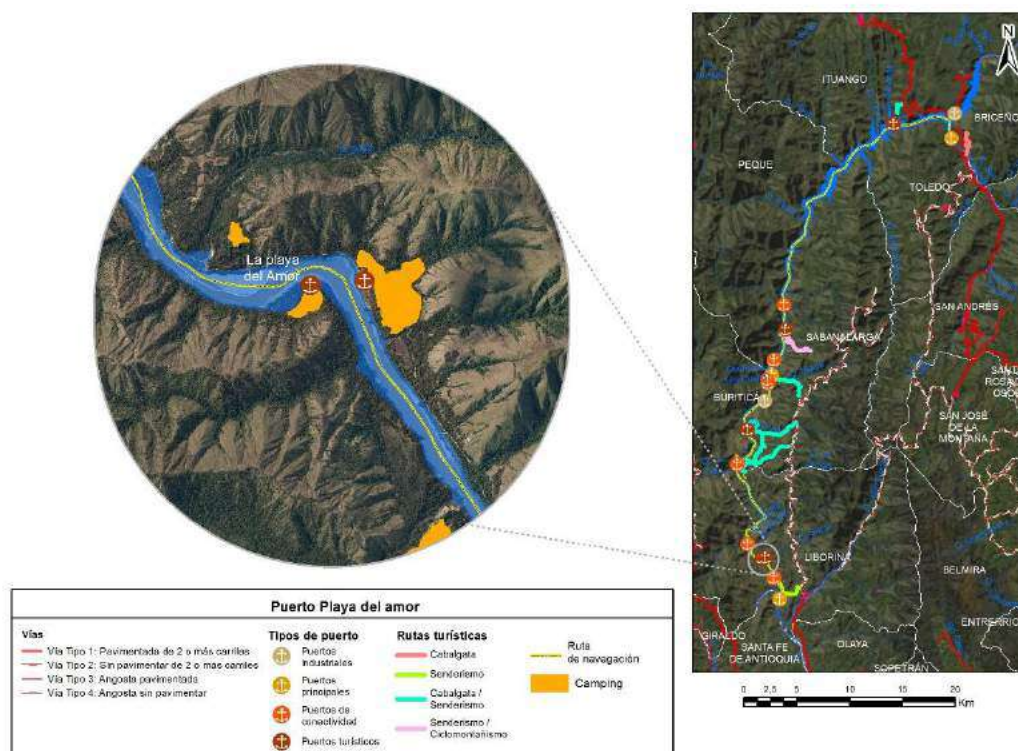 La playa
del Amor
N
ITUANGO
BRICEÑO
PEQUE
TOLEDO
SAN ANDRÉS
SABANALARGA
BURITICÁ
SAN JOSÉ
DE LA
MONTAÑA
LIBORINA
BELMIRA
ENTRERRIO
GIRALDO
SANTA FE
DE ANTIOQUIA
OLAYA
SOPETRÁN
0 2,5 5 10 15 20
Km
Puerto Playa del amor
Vías
Vía Tipo 1: Pavimentada de 2 o más carriles
Vía Tipo 2: Sin pavimentar de 2 o más carriles
Vía Tipo 3: Angosta pavimentada
Vía Tipo 4: Angosta sin pavimentar
Tipos de puerto
Puertos
industriales
Puertos
principales
Puertos de
conectividad
Puertos turísticos
Rutas turísticas
Cabalgata
Senderismo
Cabalgata /
Senderismo
Senderismo /
Ciclomontañismo
Ruta
de navegación
Camping